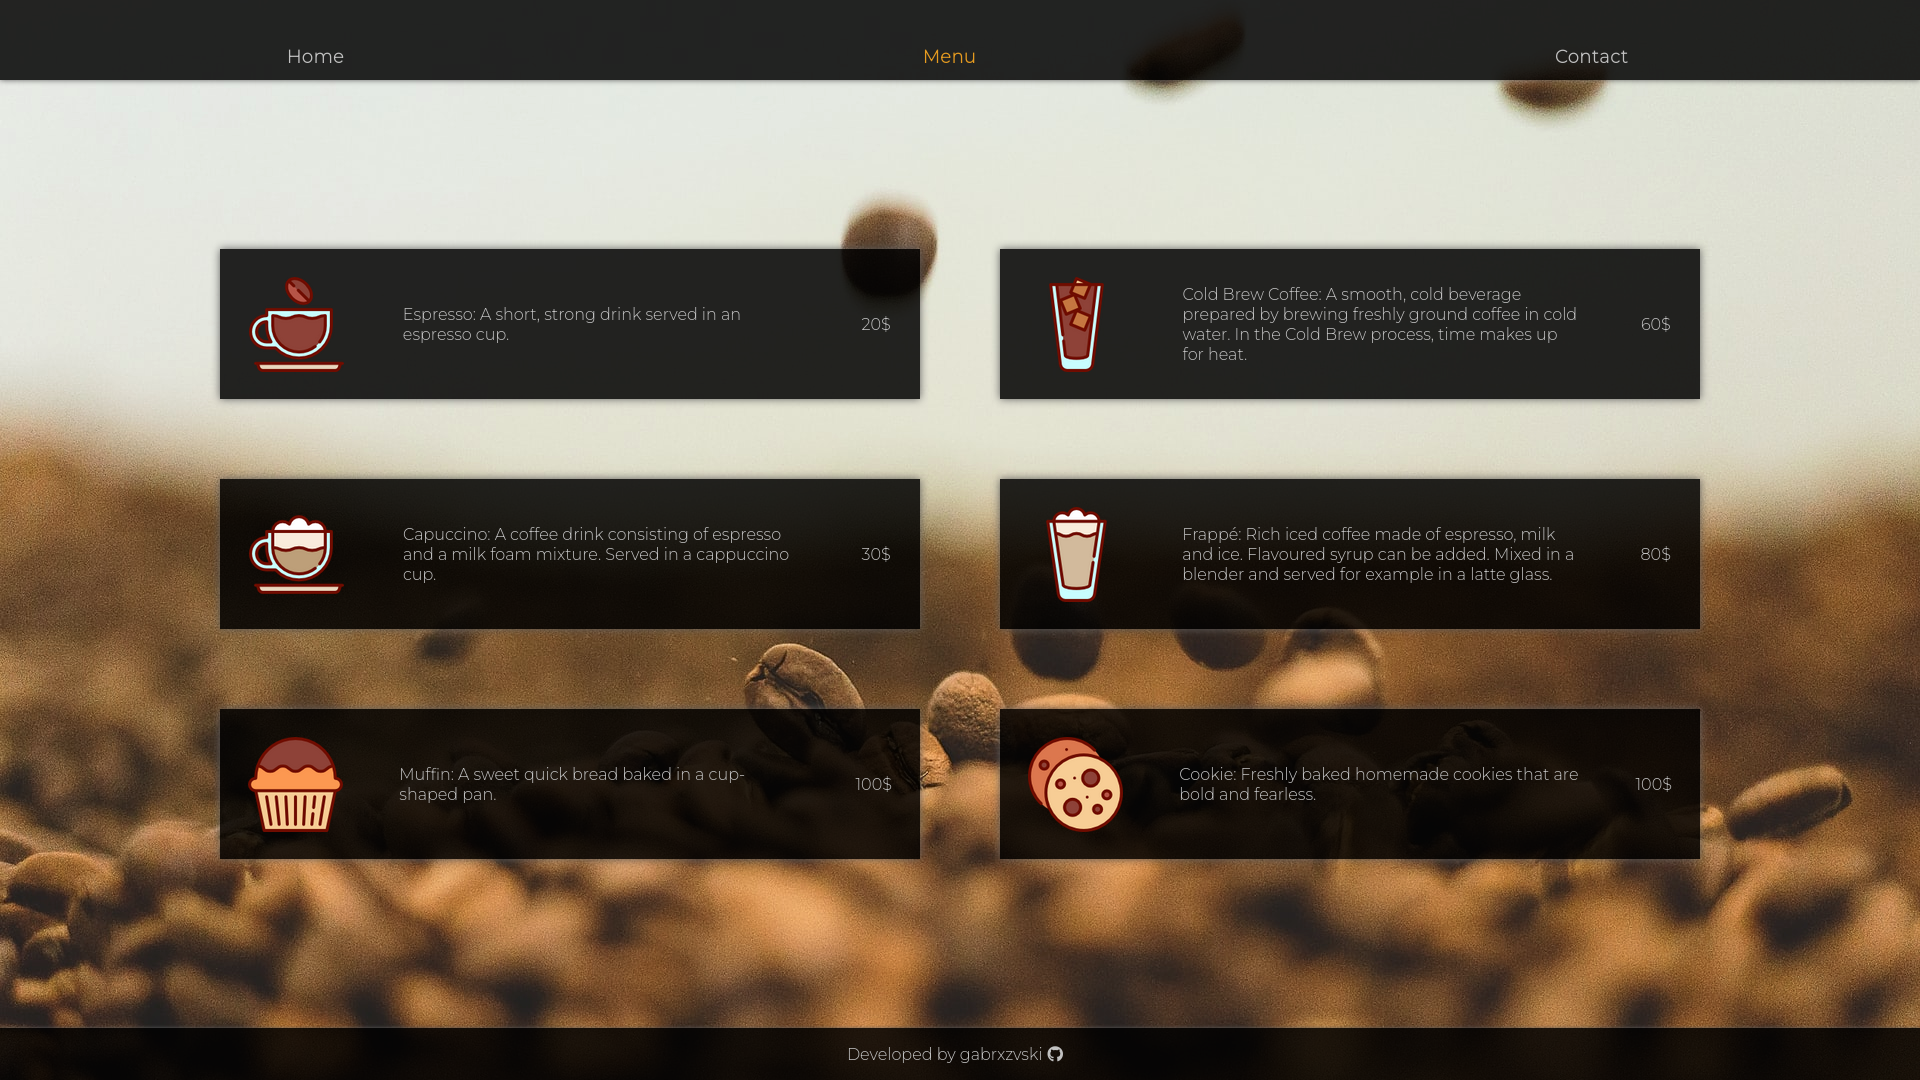 Home
Menu
Contact
Espresso: A short, strong drink served in an
espresso cup.
20$
Cold Brew Coffee: A smooth, cold beverage
prepared by brewing freshly ground coffee in cold
water. In the Cold Brew process, time makes up
for heat.
60$
Capuccino: A coffee drink consisting of espresso
and a milk foam mixture. Served in a cappuccino
cup.
30$
Frappé: Rich iced coffee made of espresso, milk
and ice. Flavoured syrup can be added. Mixed in a
blender and served for example in a latte glass.
80$
Muffin: A sweet quick bread baked in a cup-
shaped pan.
100$
Cookie: Freshly baked homemade cookies that are
bold and fearless.
100$
Developed by gabrxzvski